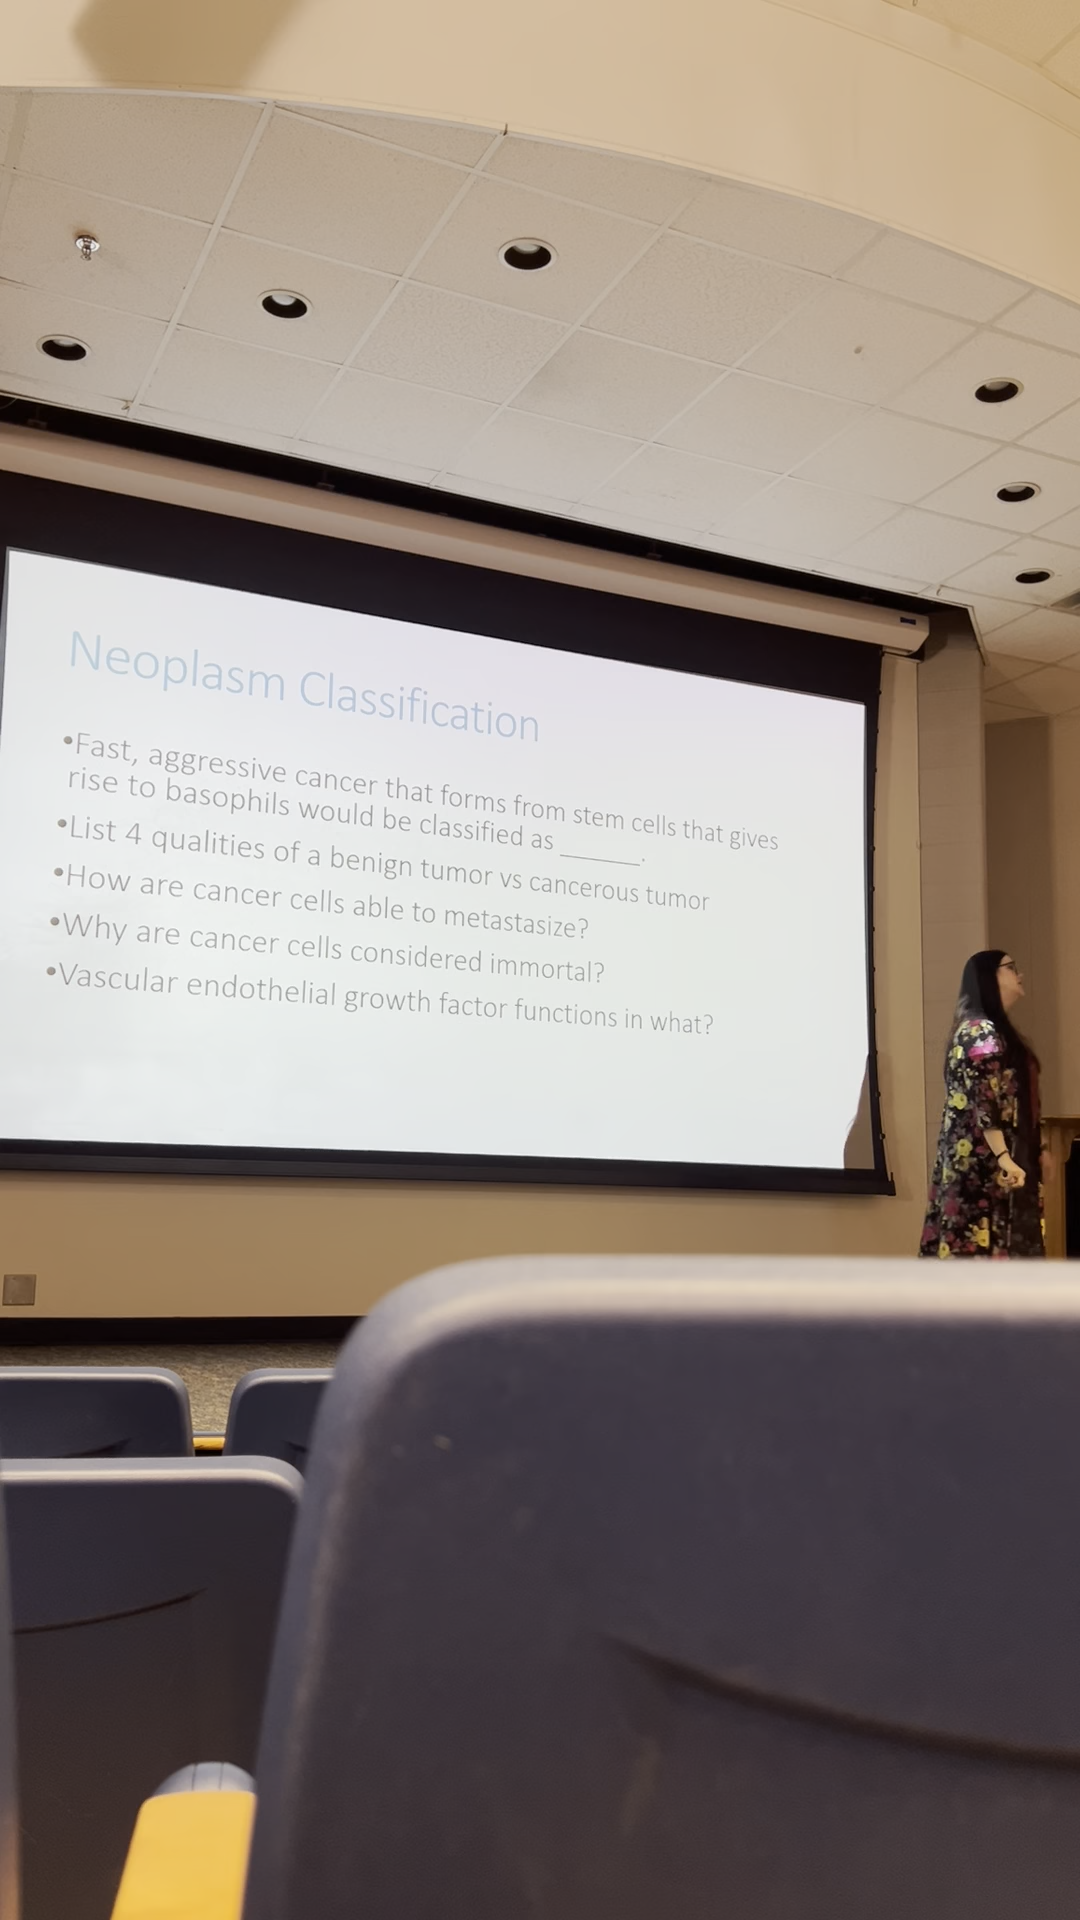 Neoplasm Classification
•Fast, aggressive cancer that forms from stem cells that gives
rise to basophils would be classified as ______.
•List 4 qualities of a benign tumor vs cancerous tumor
•How are cancer cells able to metastasize?
•Why are cancer cells considered immortal?
•Vascular endothelial growth factor functions in what?